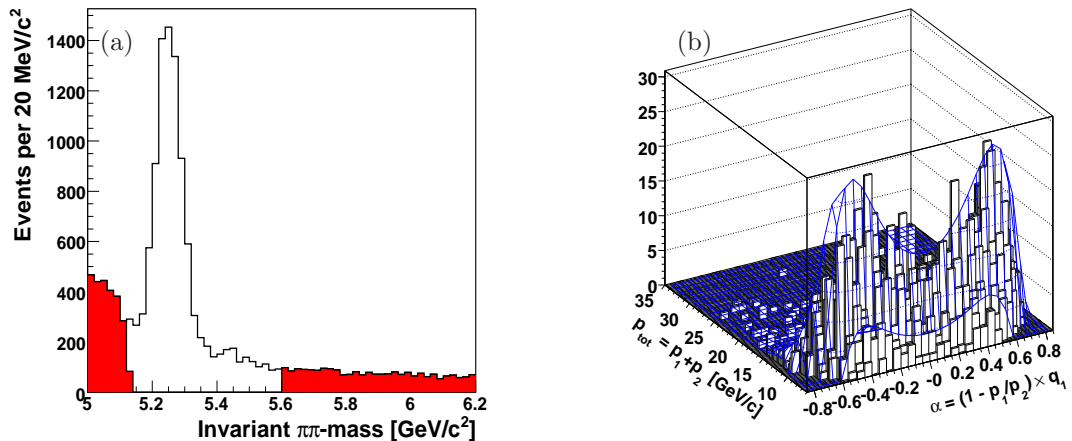 (a)
Events per 20 MeV/c²
1400
1200
1000
800
600
400
200
0
5 5.2 5.4 5.6 5.8 6 6.2
Invariant ππ-mass [GeV/c²]
(b)
30
25
20
15
10
5
0
35 30 25 20 15 10
p_tot = p_1+p_2 [GeV/c]
-0.8 -0.6 -0.4 -0.2 -0 0.2 0.4 0.6 0.8
α = (1 - p_1/p_2) × q_1